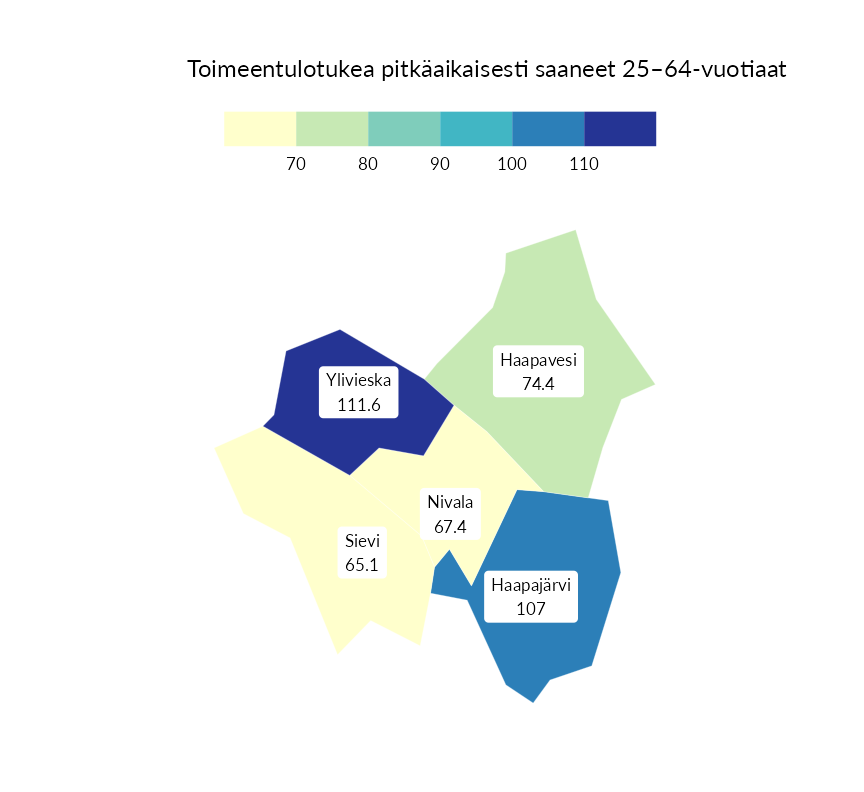 Toimeentulotukea pitkäaikaisesti saaneet 25–64-vuotiaat
70 80 90 100 110
Haapavesi
74.4
Ylivieska
111.6
Nivala
67.4
Sievi
65.1
Haapajärvi
107